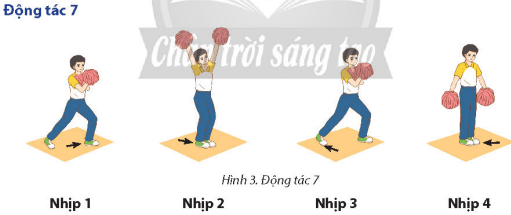 Động tác 7
Chân trời sáng tạo
Hình 3. Động tác 7
Nhịp 1 Nhịp 2 Nhịp 3 Nhịp 4